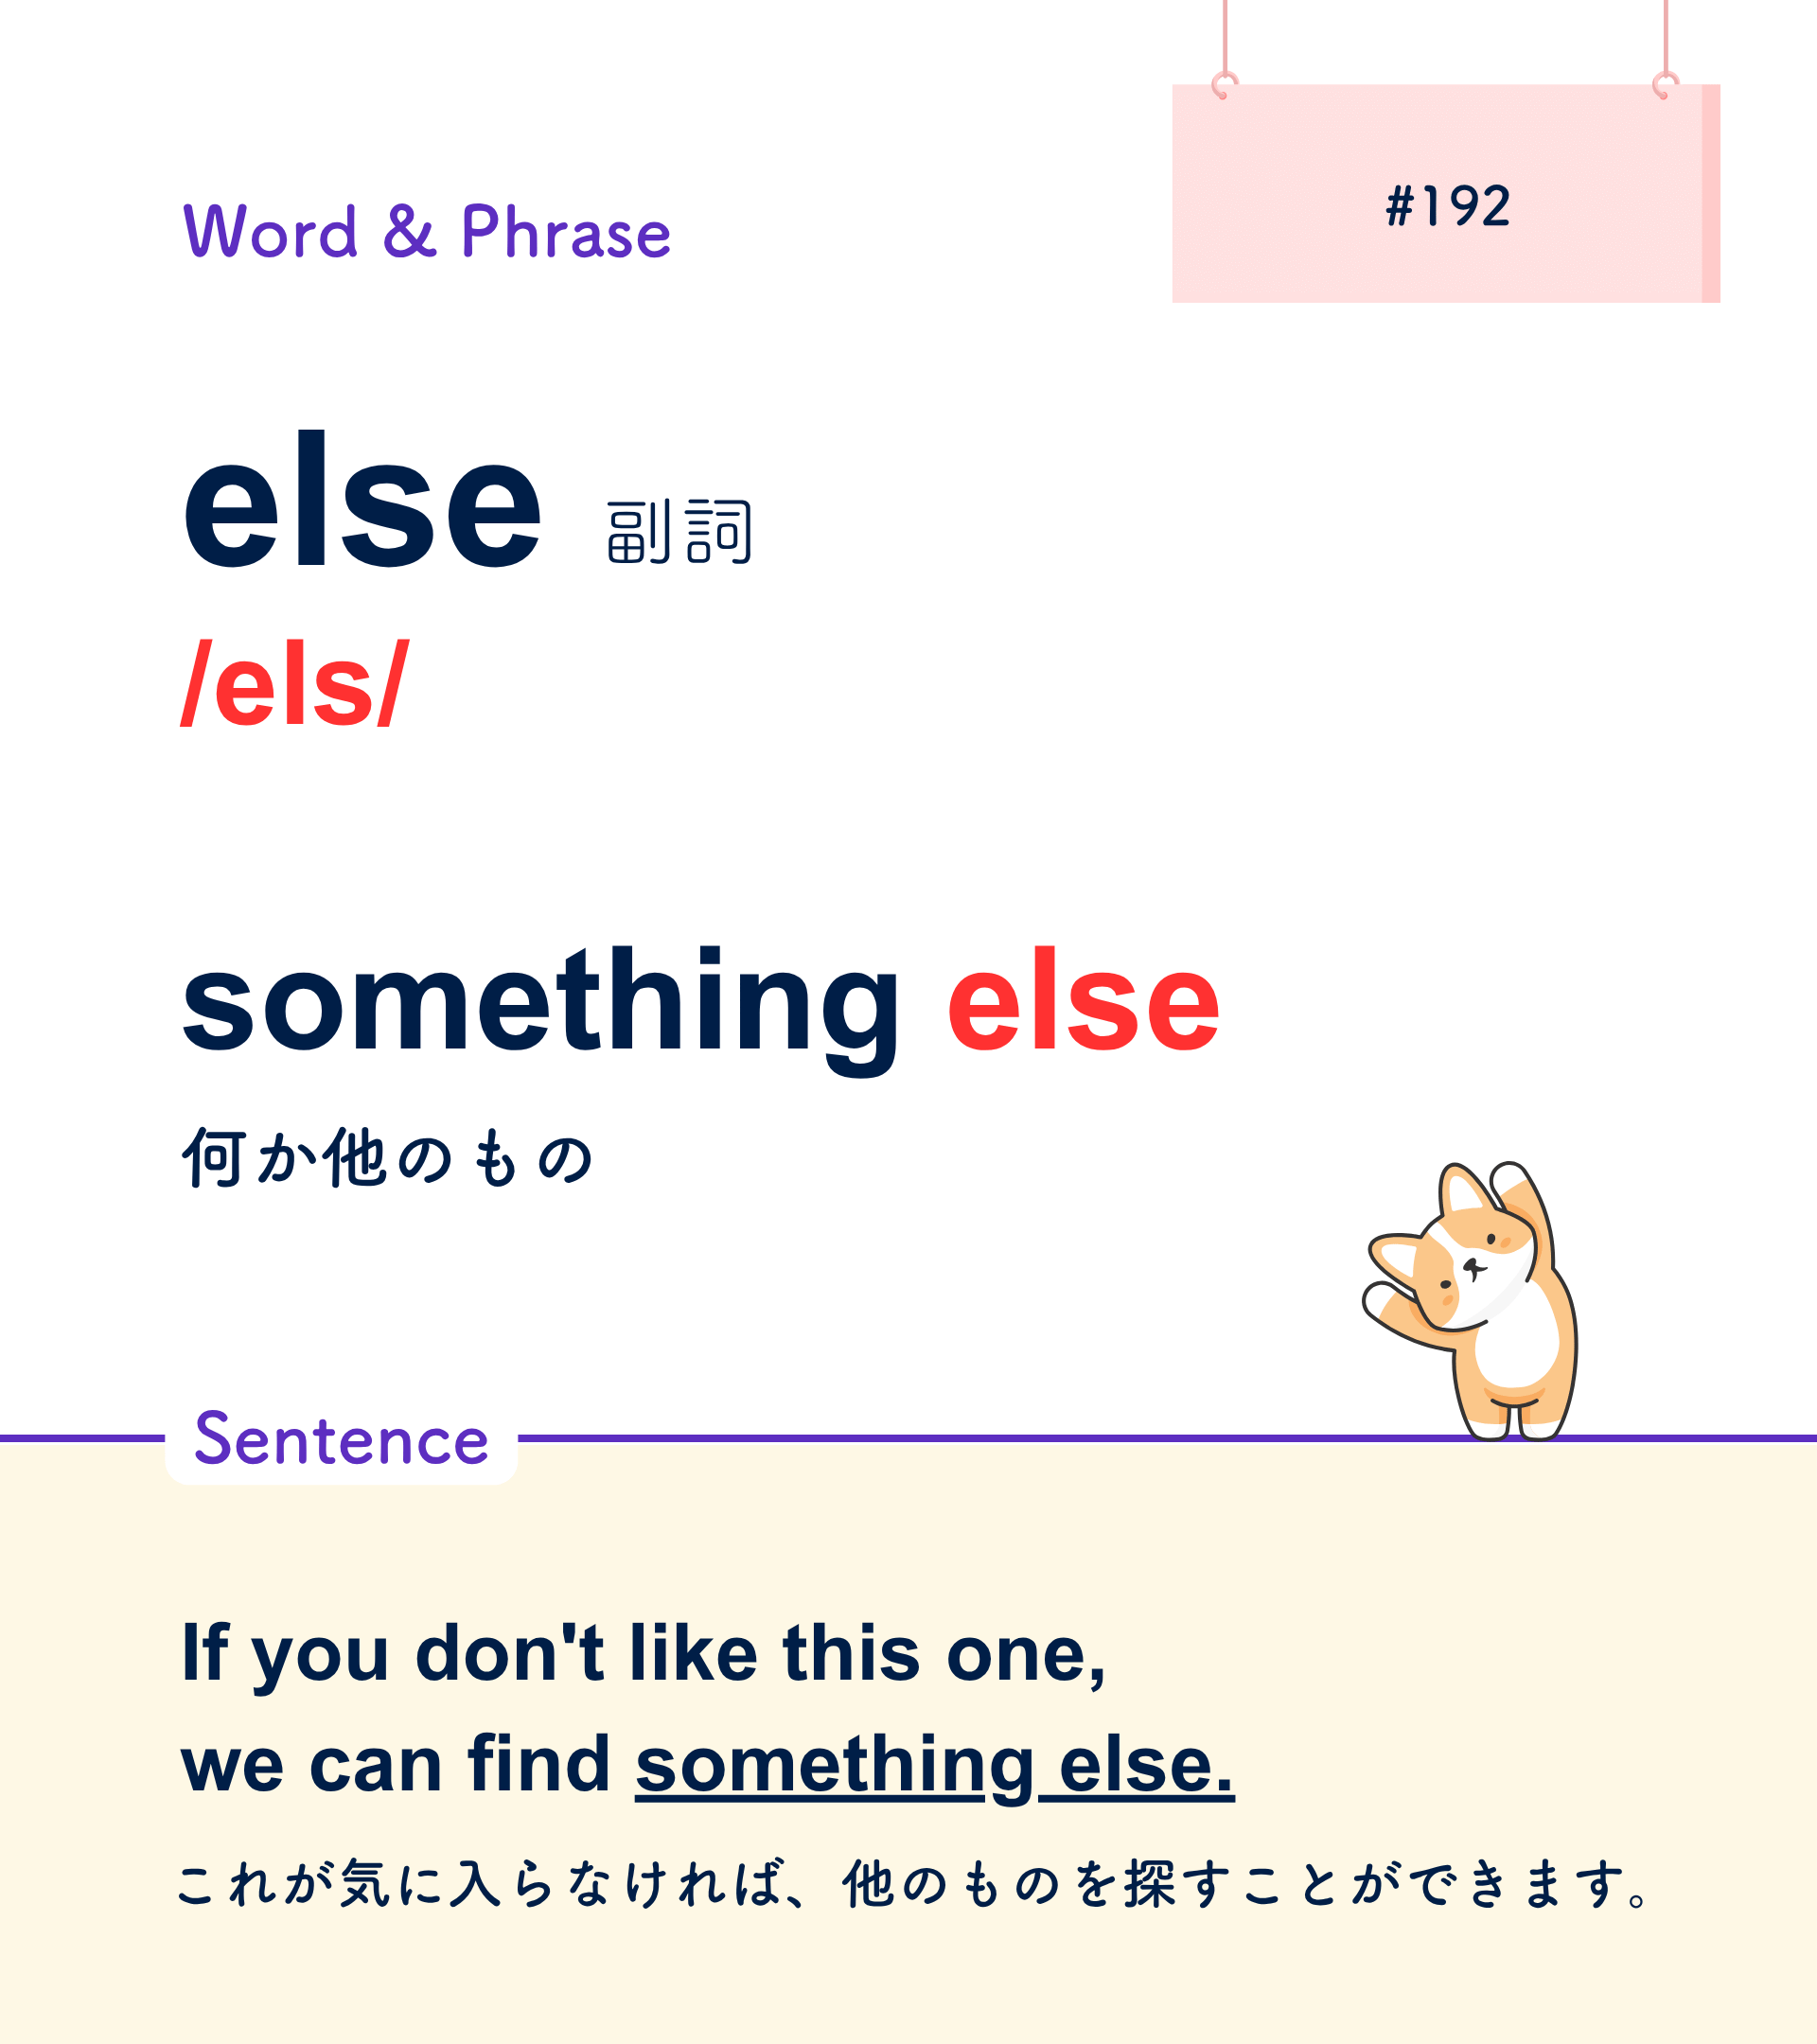 #192
Word & Phrase
else 副詞
/els/
something else
何か他のもの
Sentence
If you don't like this one,
we can find something else.
これが気に入らなければ、他のものを探すことができます。